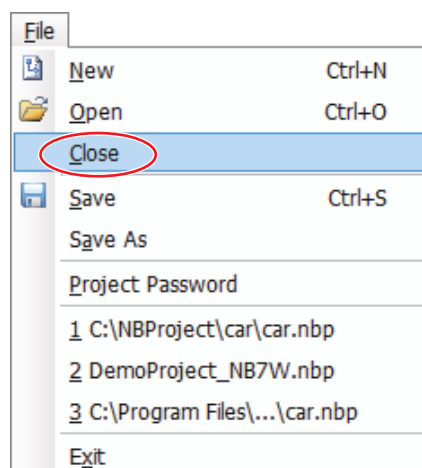 File
New Ctrl+N
Open Ctrl+O
Close
Save Ctrl+S
Save As
Project Password
1 C:\NBProject\car\car.nbp
2 DemoProject_NB7W.nbp
3 C:\Program Files\...\car.nbp
Exit